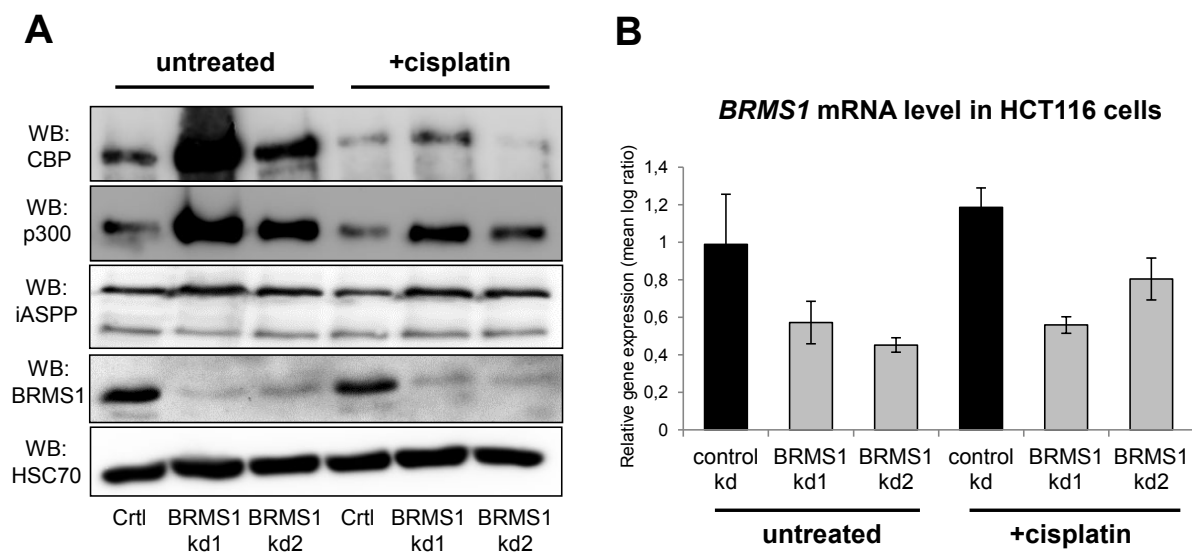 A
untreated
+cisplatin
WB:
CBP
WB:
p300
WB:
iASPP
WB:
BRMS1
WB:
HSC70
Crtl
BRMS1
kd1
BRMS1
kd2
Crtl
BRMS1
kd1
BRMS1
kd2
B
BRMS1 mRNA level in HCT116 cells
Relative gene expression (mean log ratio)
1,4
1,2
1
0,8
0,6
0,4
0,2
0
control
kd
BRMS1
kd1
BRMS1
kd2
control
kd
BRMS1
kd1
BRMS1
kd2
untreated
+cisplatin